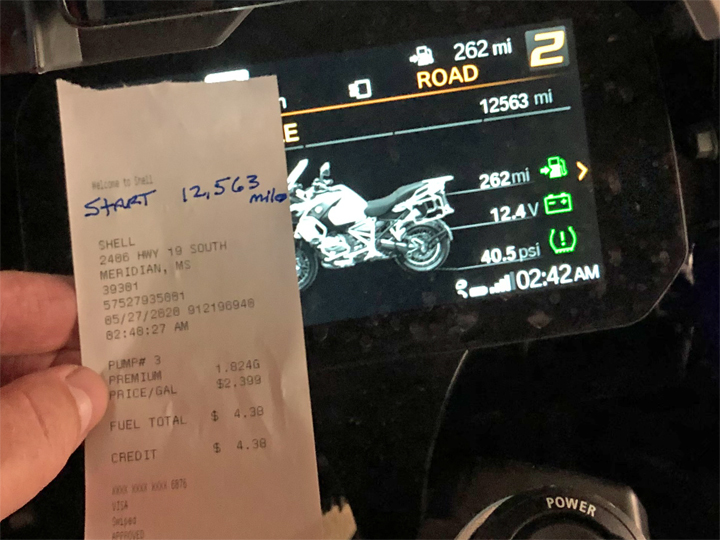 262 mi
2
ROAD
12563 mi
E
262mi
12.4V
40.5psi
02:42AM
Welcome to Shell
START 12,563
miles
SHELL
2486 HWY 19 SOUTH
MERIDIAN, MS
39301
57527935001
05/27/2020 912196948
02:40:27 AM
PUMP# 3
PREMIUM 1.824G
PRICE/GAL $2.399
FUEL TOTAL $ 4.38
CREDIT $ 4.38
XXXX XXXX XXXX 6876
VISA
Swiped
APPROVED
POWER